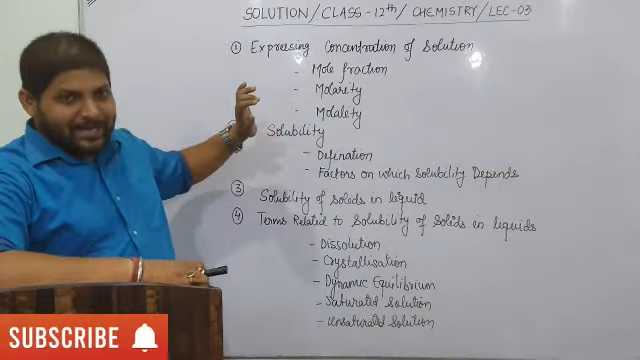 SOLUTION/CLASS-12th/CHEMISTRY/LEC-03
① Expressing Concentration of Solution
- Mole fraction
- Molarity
- Molalety
Solubility
- Defination
- Factors on which Solubility Depends
③ Solubility of Solids in liquid
④ Terms Related to Solubility of Solids in liquids
- Dissolution
- Crystallisation
- Dynamic Equilibrium
- Saturated Solution
- Unsaturated Solution
SUBSCRIBE